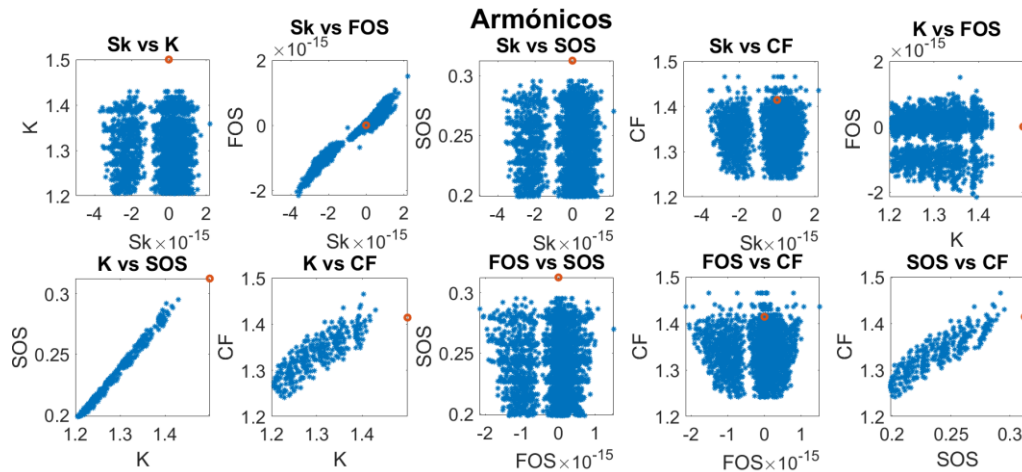 Armónicos
Sk vs K
K
1.5
1.4
1.3
1.2
-4
-2
0
2
Sk×10^-15
Sk vs FOS
×10^-15
FOS
2
0
-2
-4
-2
0
2
Sk×10^-15
Sk vs SOS
SOS
0.3
0.25
0.2
-4
-2
0
2
Sk×10^-15
Sk vs CF
CF
1.5
1.4
1.3
1.2
-4
-2
0
2
Sk×10^-15
K vs FOS
×10^-15
FOS
2
0
-2
1.2
1.3
1.4
K
K vs SOS
SOS
0.3
0.25
0.2
1.2
1.3
1.4
K
K vs CF
CF
1.5
1.4
1.3
1.2
1.2
1.3
1.4
K
FOS vs SOS
SOS
0.3
0.25
0.2
-2
-1
0
1
FOS×10^-15
FOS vs CF
CF
1.5
1.4
1.3
1.2
-2
-1
0
1
FOS×10^-15
SOS vs CF
CF
1.5
1.4
1.3
1.2
0.2
0.25
0.3
SOS